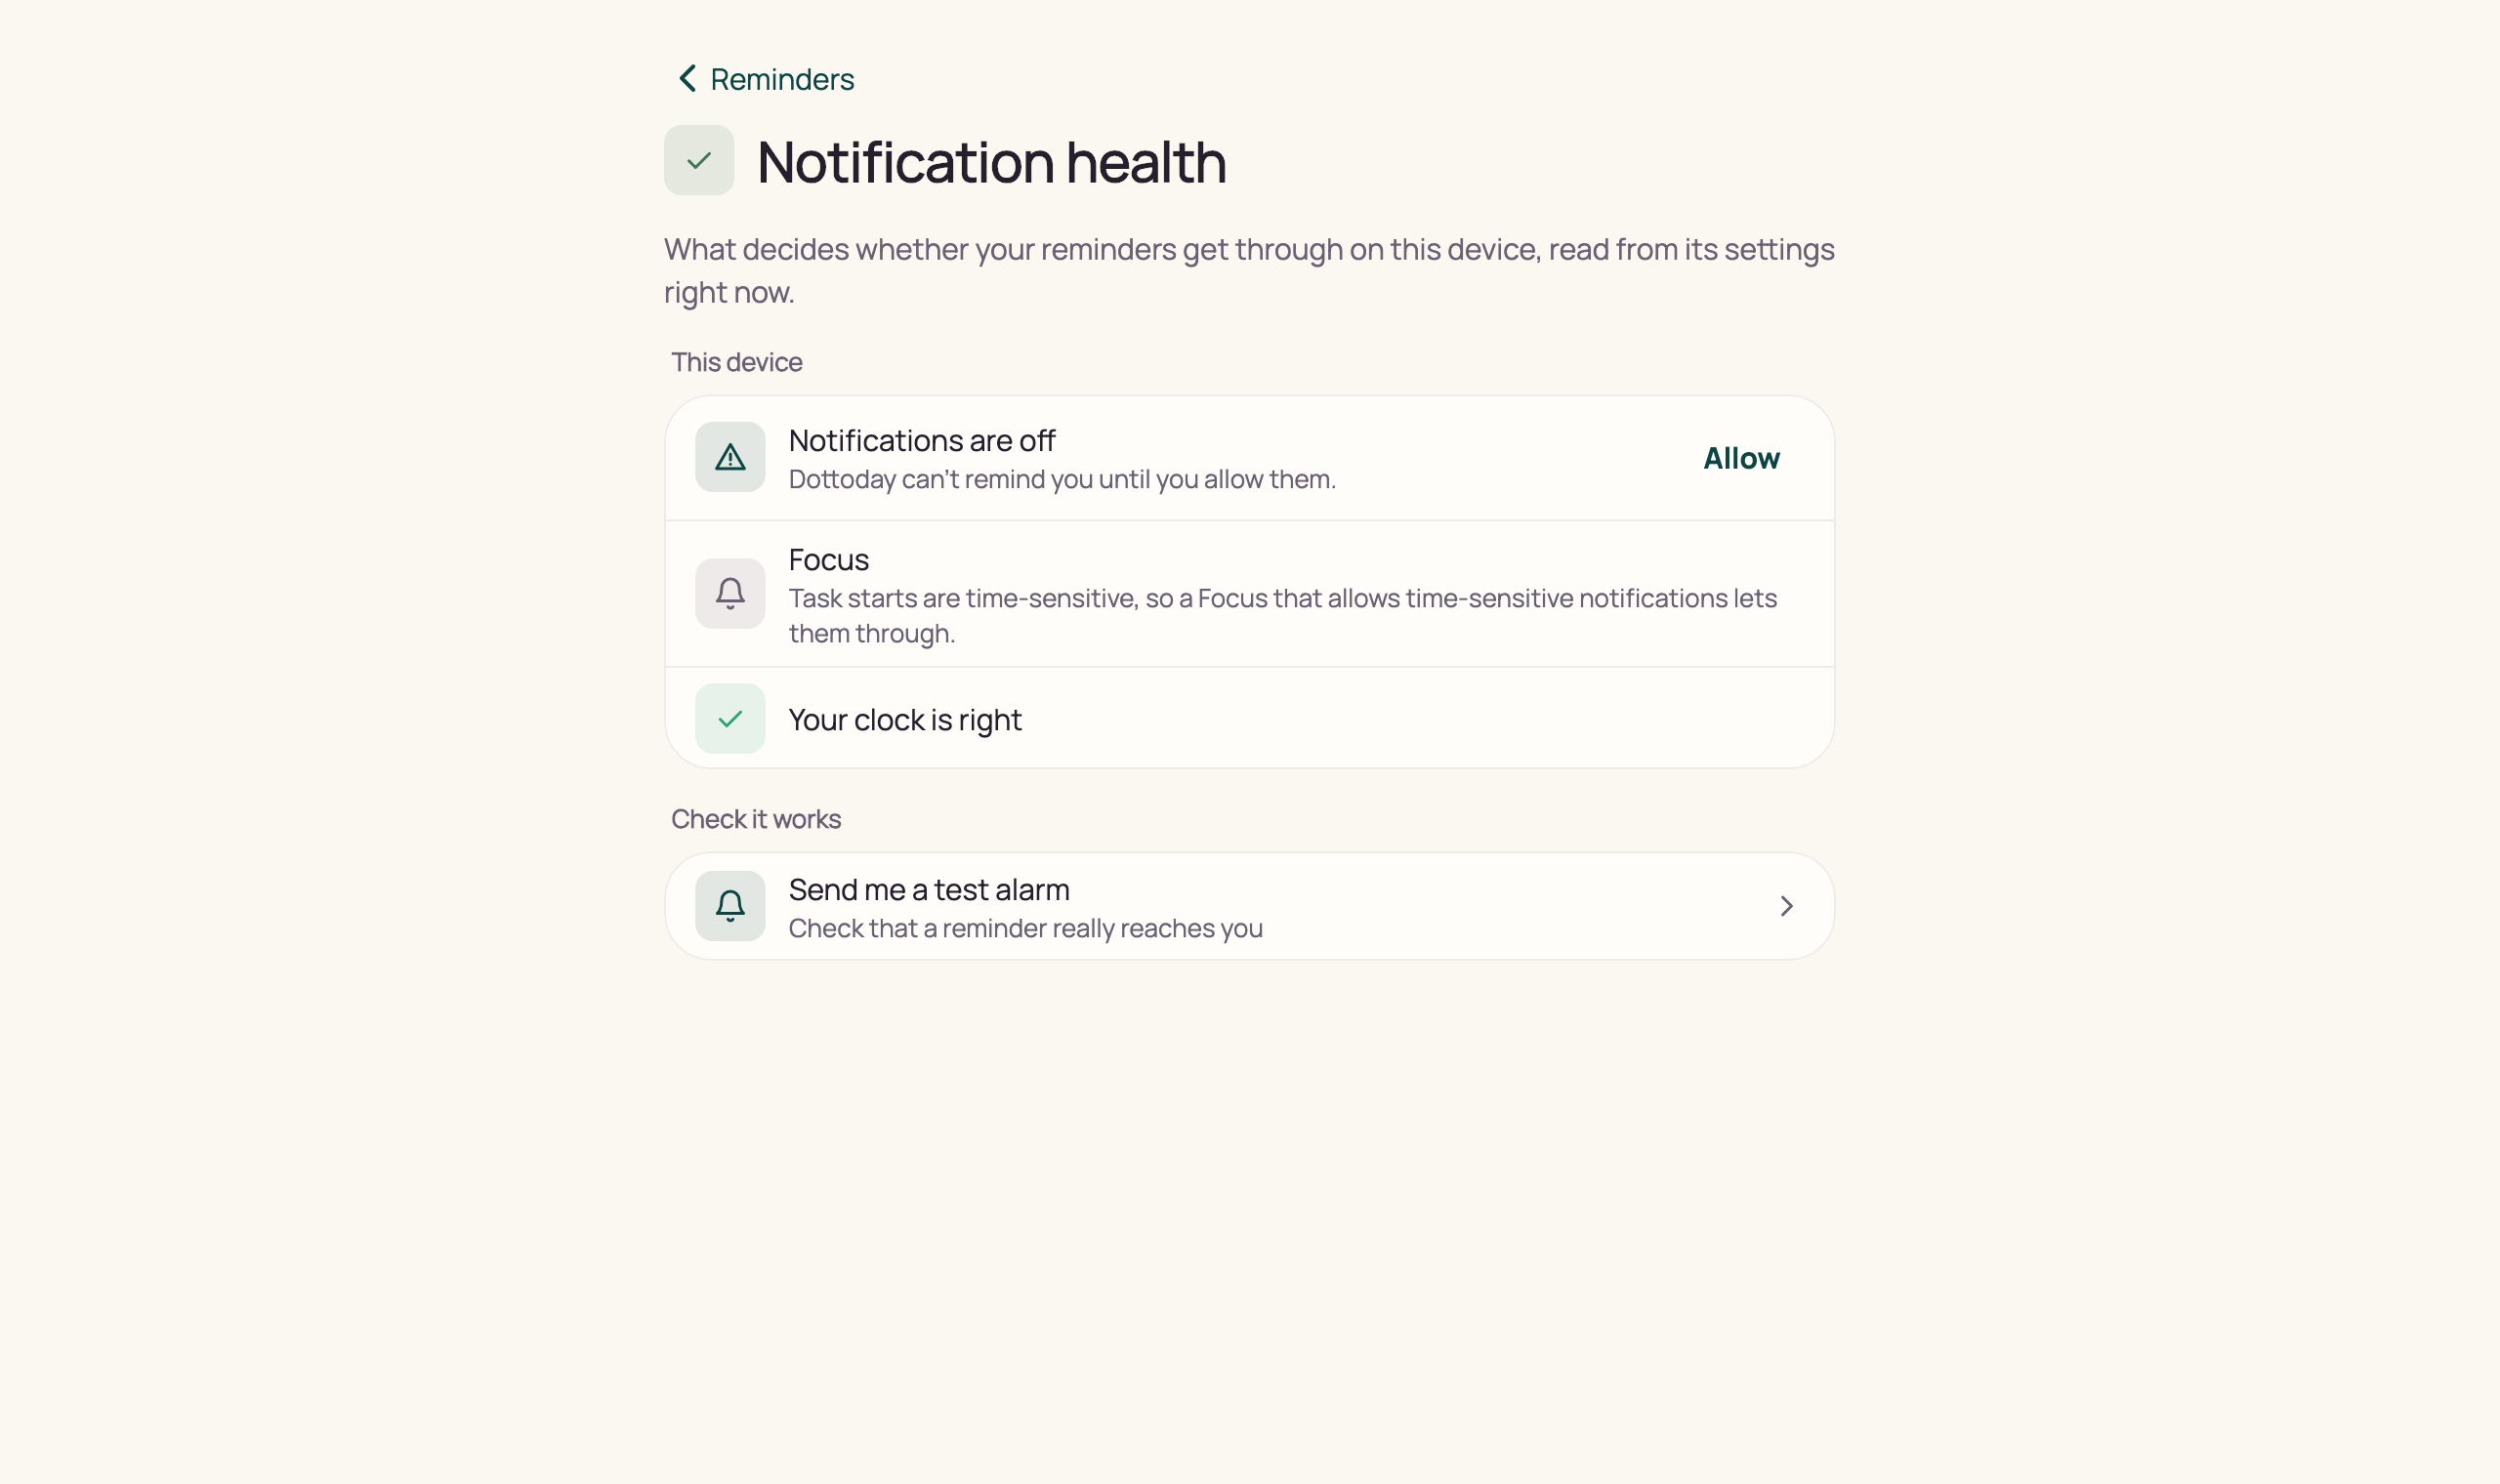 Reminders
Notification health
What decides whether your reminders get through on this device, read from its settings
right now.
This device
Notifications are off
Dottoday can’t remind you until you allow them.
Allow
Focus
Task starts are time-sensitive, so a Focus that allows time-sensitive notifications lets
them through.
Your clock is right
Check it works
Send me a test alarm
Check that a reminder really reaches you